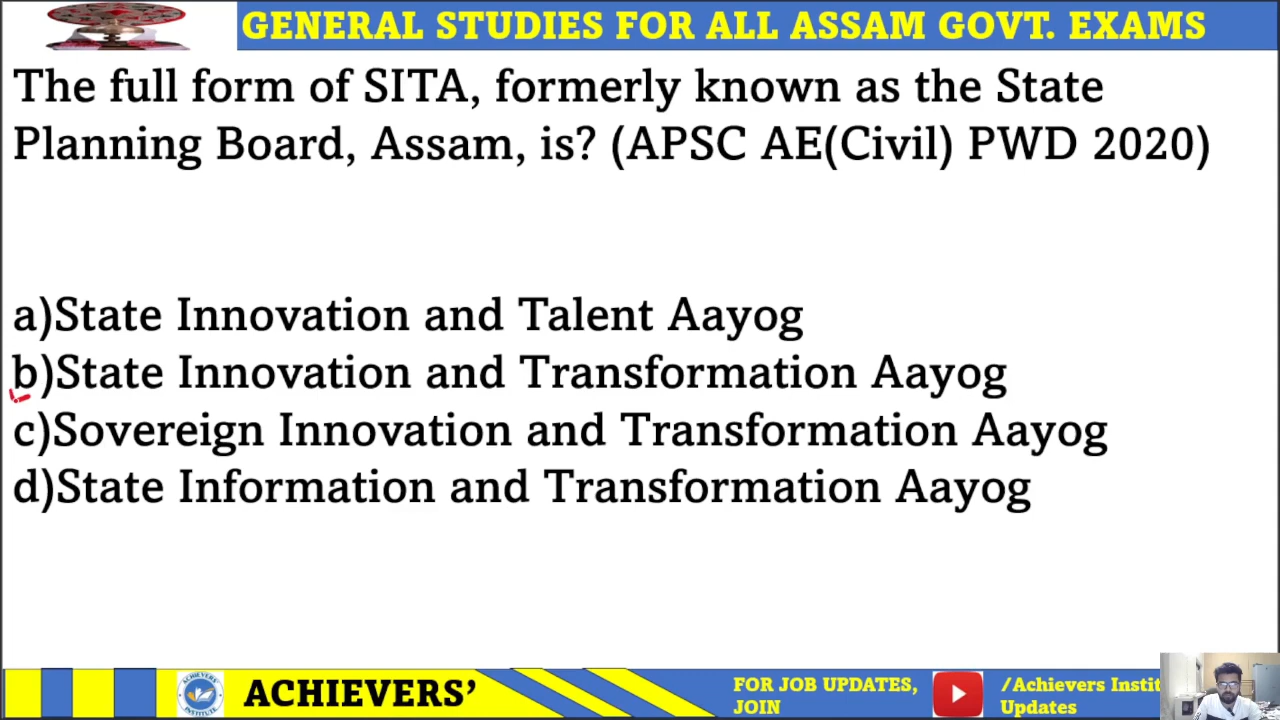 GENERAL STUDIES FOR ALL ASSAM GOVT. EXAMS
The full form of SITA, formerly known as the State
Planning Board, Assam, is? (APSC AE(Civil) PWD 2020)
a)State Innovation and Talent Aayog
b)State Innovation and Transformation Aayog
c)Sovereign Innovation and Transformation Aayog
d)State Information and Transformation Aayog
ACHIEVERS'
INSTITUTE
ACHIEVERS’
FOR JOB UPDATES,
JOIN
/Achievers Instit
Updates